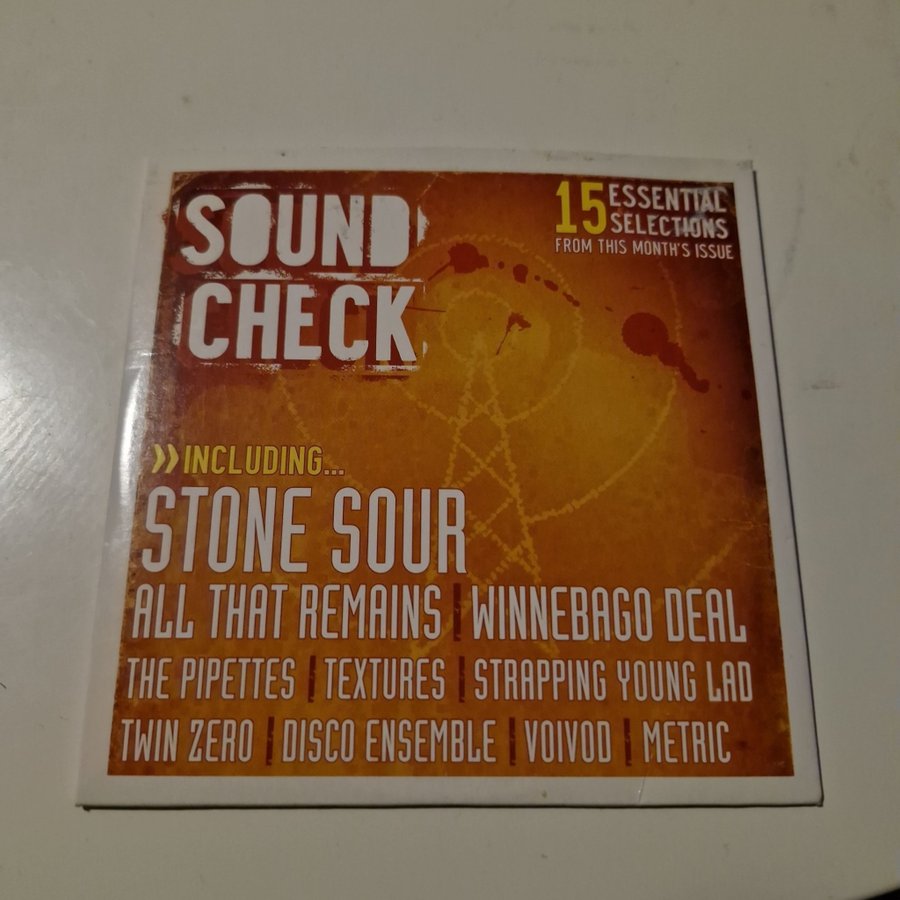 SOUND
CHECK
15 ESSENTIAL
SELECTIONS
FROM THIS MONTH'S ISSUE
»INCLUDING...
STONE SOUR
ALL THAT REMAINS | WINNEBAGO DEAL
THE PIPETTES | TEXTURES | STRAPPING YOUNG LAD
TWIN ZERO | DISCO ENSEMBLE | VOIVOD | METRIC